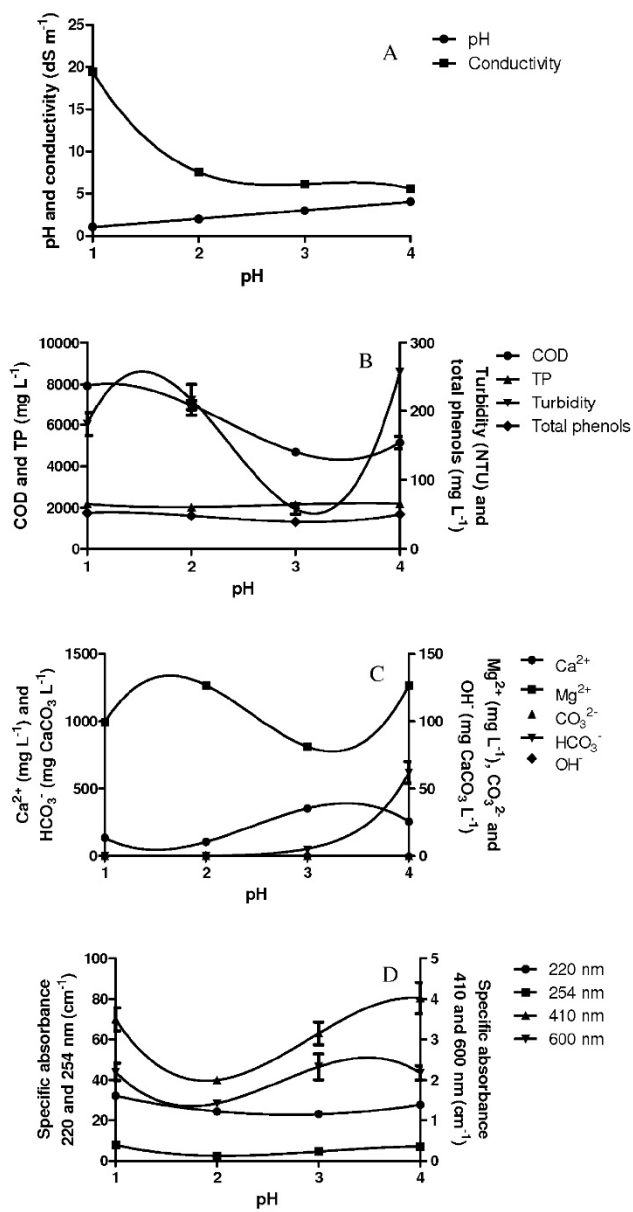 pH and conductivity (dS m⁻¹)
25
20
15
10
5
0
1 2 3 4
pH
A
pH
Conductivity
COD and TP (mg L⁻¹)
10000
8000
6000
4000
2000
0
1 2 3 4
pH
B
300
200
100
0
Turbidity (NTU) and
total phenols (mg L⁻¹)
COD
TP
Turbidity
Total phenols
Ca²⁺ (mg L⁻¹) and
HCO₃⁻ (mg CaCO₃ L⁻¹)
1500
1000
500
0
1 2 3 4
pH
C
150
100
50
0
Mg²⁺ (mg L⁻¹), CO₃²⁻ and
OH⁻ (mg CaCO₃ L⁻¹)
Ca²⁺
Mg²⁺
CO₃²⁻
HCO₃⁻
OH⁻
Specific absorbance
220 and 254 nm (cm⁻¹)
100
80
60
40
20
0
1 2 3 4
pH
D
5
4
3
2
1
0
Specific absorbance
410 and 600 nm (cm⁻¹)
220 nm
254 nm
410 nm
600 nm